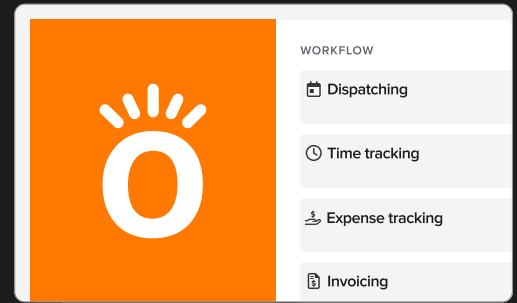 WORKFLOW
Dispatching
Time tracking
Expense tracking
Invoicing